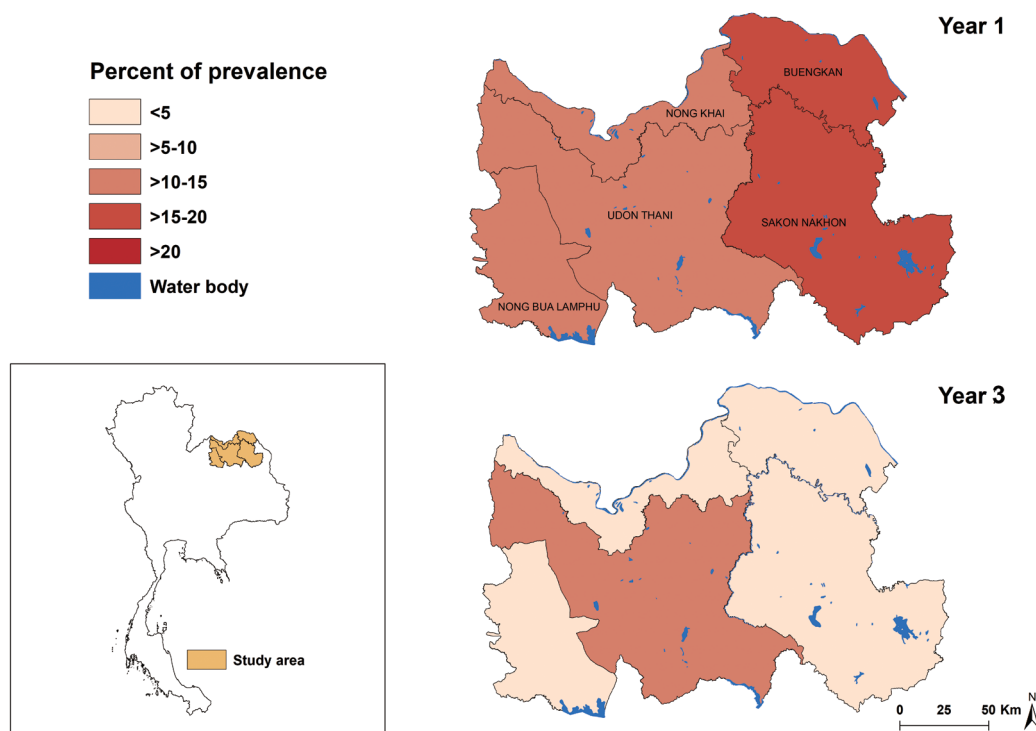 Percent of prevalence
<5
>5-10
>10-15
>15-20
>20
Water body
Year 1
BUENGKAN
NONG KHAI
UDON THANI
SAKON NAKHON
NONG BUA LAMPHU
Study area
Year 3
0 25 50 Km
N